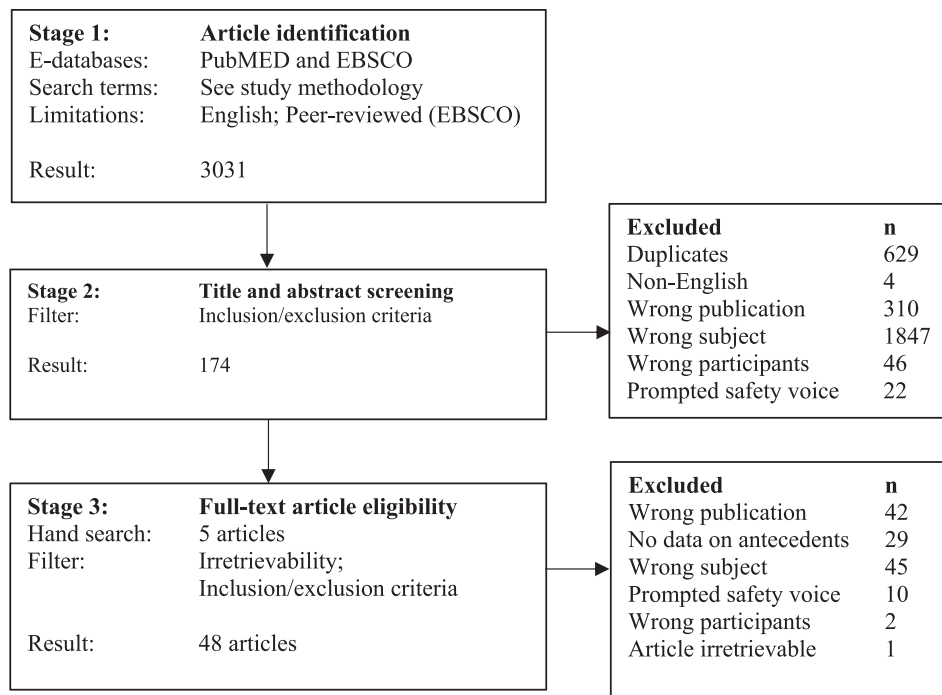 Stage 1: Article identification
E-databases: PubMED and EBSCO
Search terms: See study methodology
Limitations: English; Peer-reviewed (EBSCO)
Result: 3031
Excluded n
Duplicates 629
Non-English 4
Wrong publication 310
Wrong subject 1847
Wrong participants 46
Prompted safety voice 22
Stage 2: Title and abstract screening
Filter: Inclusion/exclusion criteria
Result: 174
Stage 3: Full-text article eligibility
Hand search: 5 articles
Filter: Irretrievability;
Inclusion/exclusion criteria
Result: 48 articles
Excluded n
Wrong publication 42
No data on antecedents 29
Wrong subject 45
Prompted safety voice 10
Wrong participants 2
Article irretrievable 1